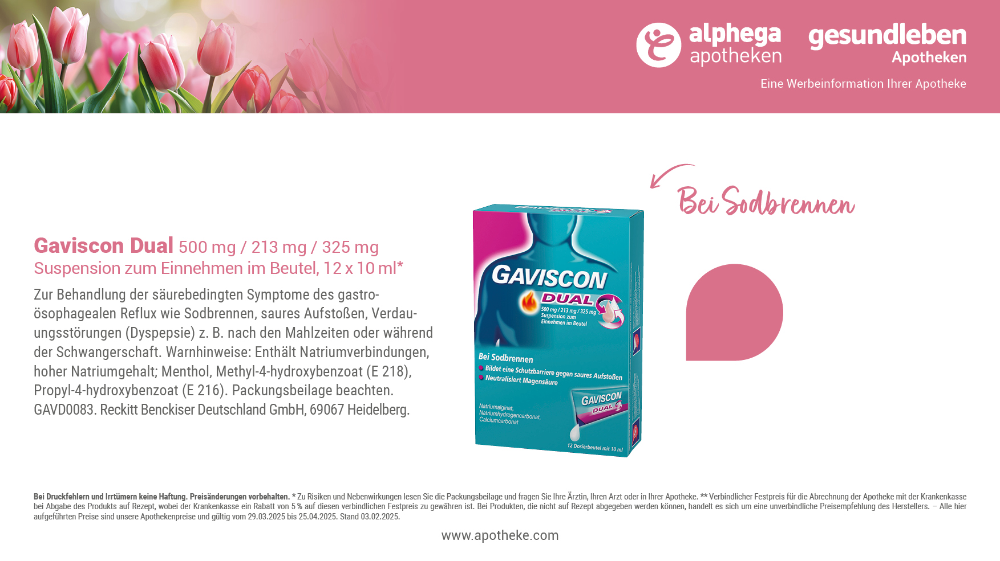 alphega
apotheken
gesundleben
Apotheken
Eine Werbeinformation Ihrer Apotheke
Bei Sodbrennen
Gaviscon Dual 500 mg / 213 mg / 325 mg
Suspension zum Einnehmen im Beutel, 12 x 10 ml*
Zur Behandlung der säurebedingten Symptome des gastro-
ösophagealen Reflux wie Sodbrennen, saures Aufstoßen, Verdau-
ungsstörungen (Dyspepsie) z. B. nach den Mahlzeiten oder während
der Schwangerschaft. Warnhinweise: Enthält Natriumverbindungen,
hoher Natriumgehalt; Menthol, Methyl-4-hydroxybenzoat (E 218),
Propyl-4-hydroxybenzoat (E 216). Packungsbeilage beachten.
GAVD0083. Reckitt Benckiser Deutschland GmbH, 69067 Heidelberg.
GAVISCON
DUAL
500 mg / 213 mg / 325 mg
Suspension zum
Einnehmen im Beutel
Bei Sodbrennen
Bildet eine Schutzbarriere gegen saures Aufstoßen
Neutralisiert Magensäure
GAVISCON
DUAL
Natriumalginat,
Natriumhydrogencarbonat,
Calciumcarbonat
12 Dosierbeutel mit 10 ml
Bei Druckfehlern und Irrtümern keine Haftung. Preisänderungen vorbehalten. * Zu Risiken und Nebenwirkungen lesen Sie die Packungsbeilage und fragen Sie Ihre Ärztin, Ihren Arzt oder in Ihrer Apotheke. ** Verbindlicher Festpreis für die Abrechnung der Apotheke mit der Krankenkasse
bei Abgabe des Produkts auf Rezept, wobei der Krankenkasse ein Rabatt von 5 % auf diesen verbindlichen Festpreis zu gewähren ist. Bei Produkten, die nicht auf Rezept abgegeben werden können, handelt es sich um eine unverbindliche Preisempfehlung des Herstellers. – Alle hier
aufgeführten Preise sind unsere Apothekenpreise und gültig vom 29.03.2025 bis 25.04.2025. Stand 03.02.2025.
www.apotheke.com